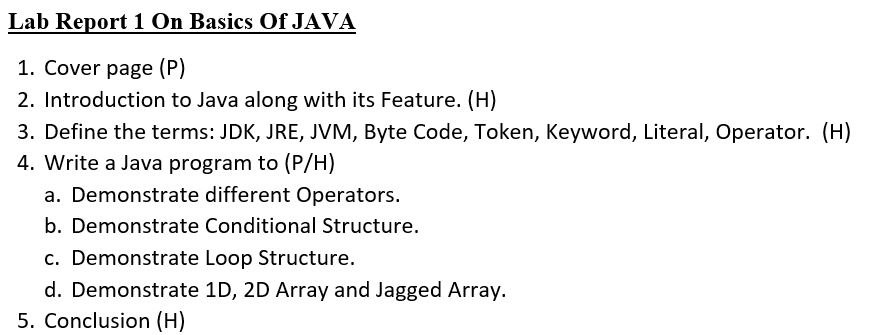 Lab Report 1 On Basics Of JAVA
1. Cover page (P)
2. Introduction to Java along with its Feature. (H)
3. Define the terms: JDK, JRE, JVM, Byte Code, Token, Keyword, Literal, Operator. (H)
4. Write a Java program to (P/H)
a. Demonstrate different Operators.
b. Demonstrate Conditional Structure.
c. Demonstrate Loop Structure.
d. Demonstrate 1D, 2D Array and Jagged Array.
5. Conclusion (H)